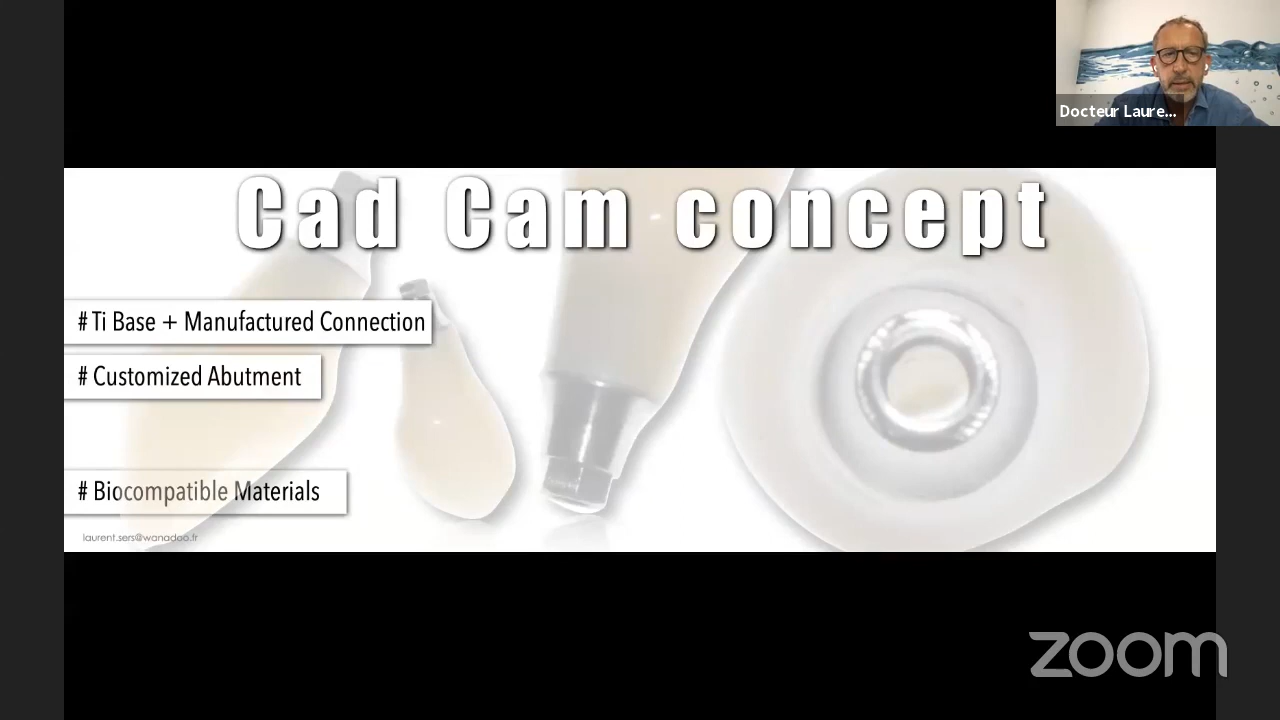 Docteur Laure...
Cad Cam concept
# Ti Base + Manufactured Connection
# Customized Abutment
# Biocompatible Materials
laurent.sers@wanadoo.fr
zoom